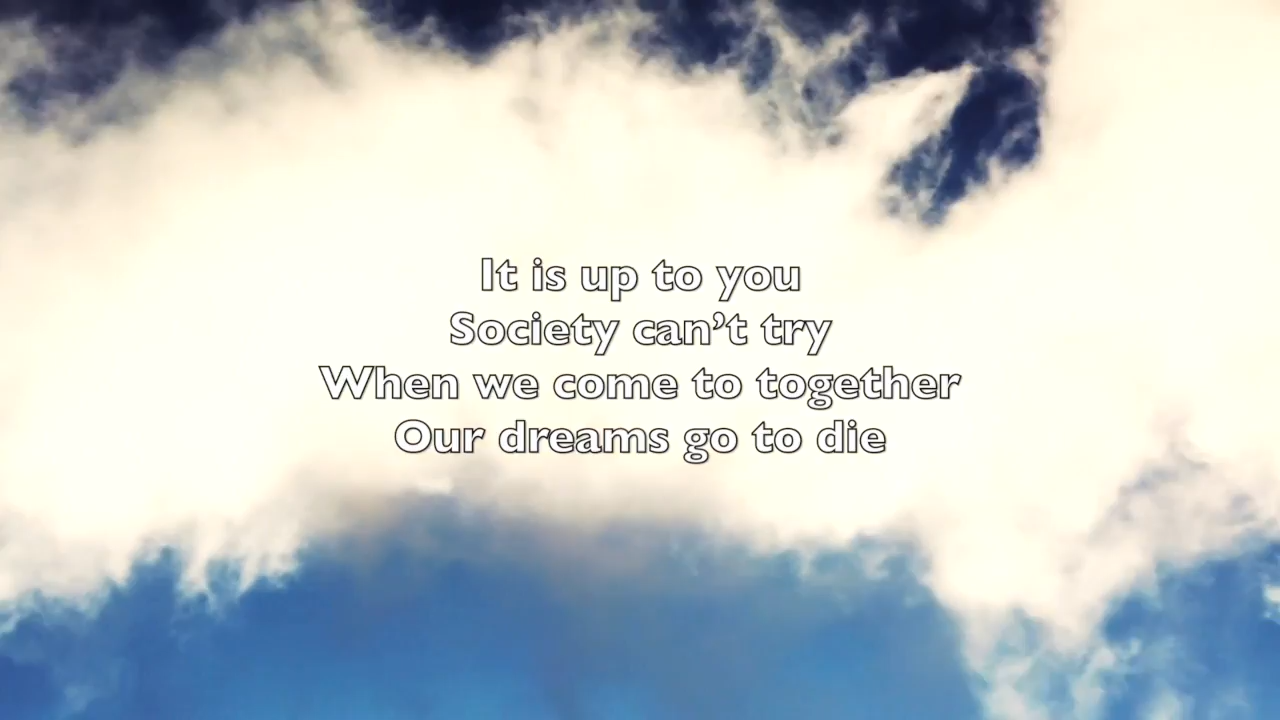 It is up to you
Society can’t try
When we come to together
Our dreams go to die